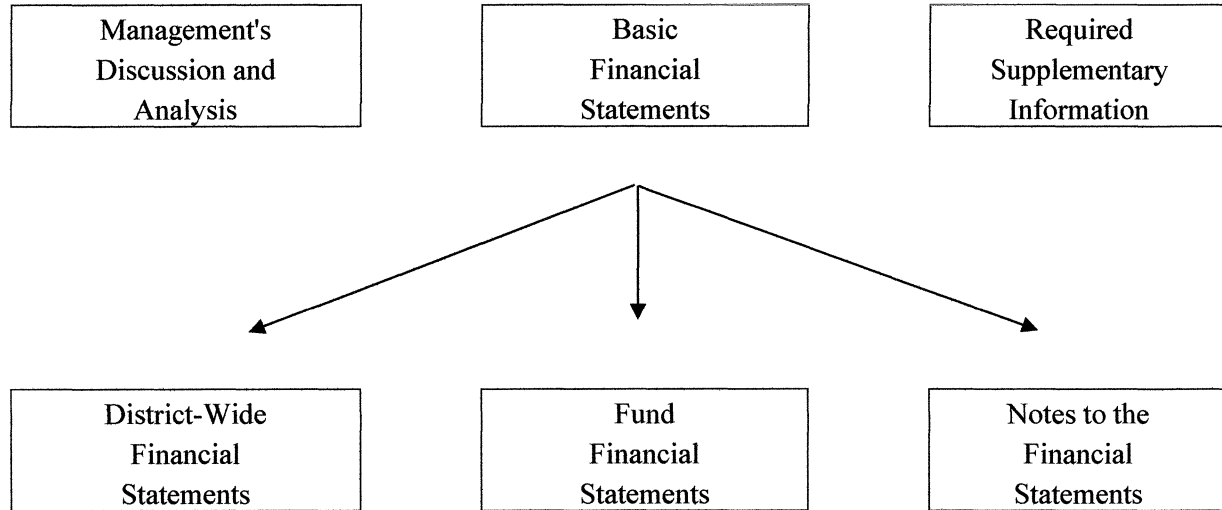 Management's
Discussion and
Analysis
Basic
Financial
Statements
Required
Supplementary
Information
District-Wide
Financial
Statements
Fund
Financial
Statements
Notes to the
Financial
Statements